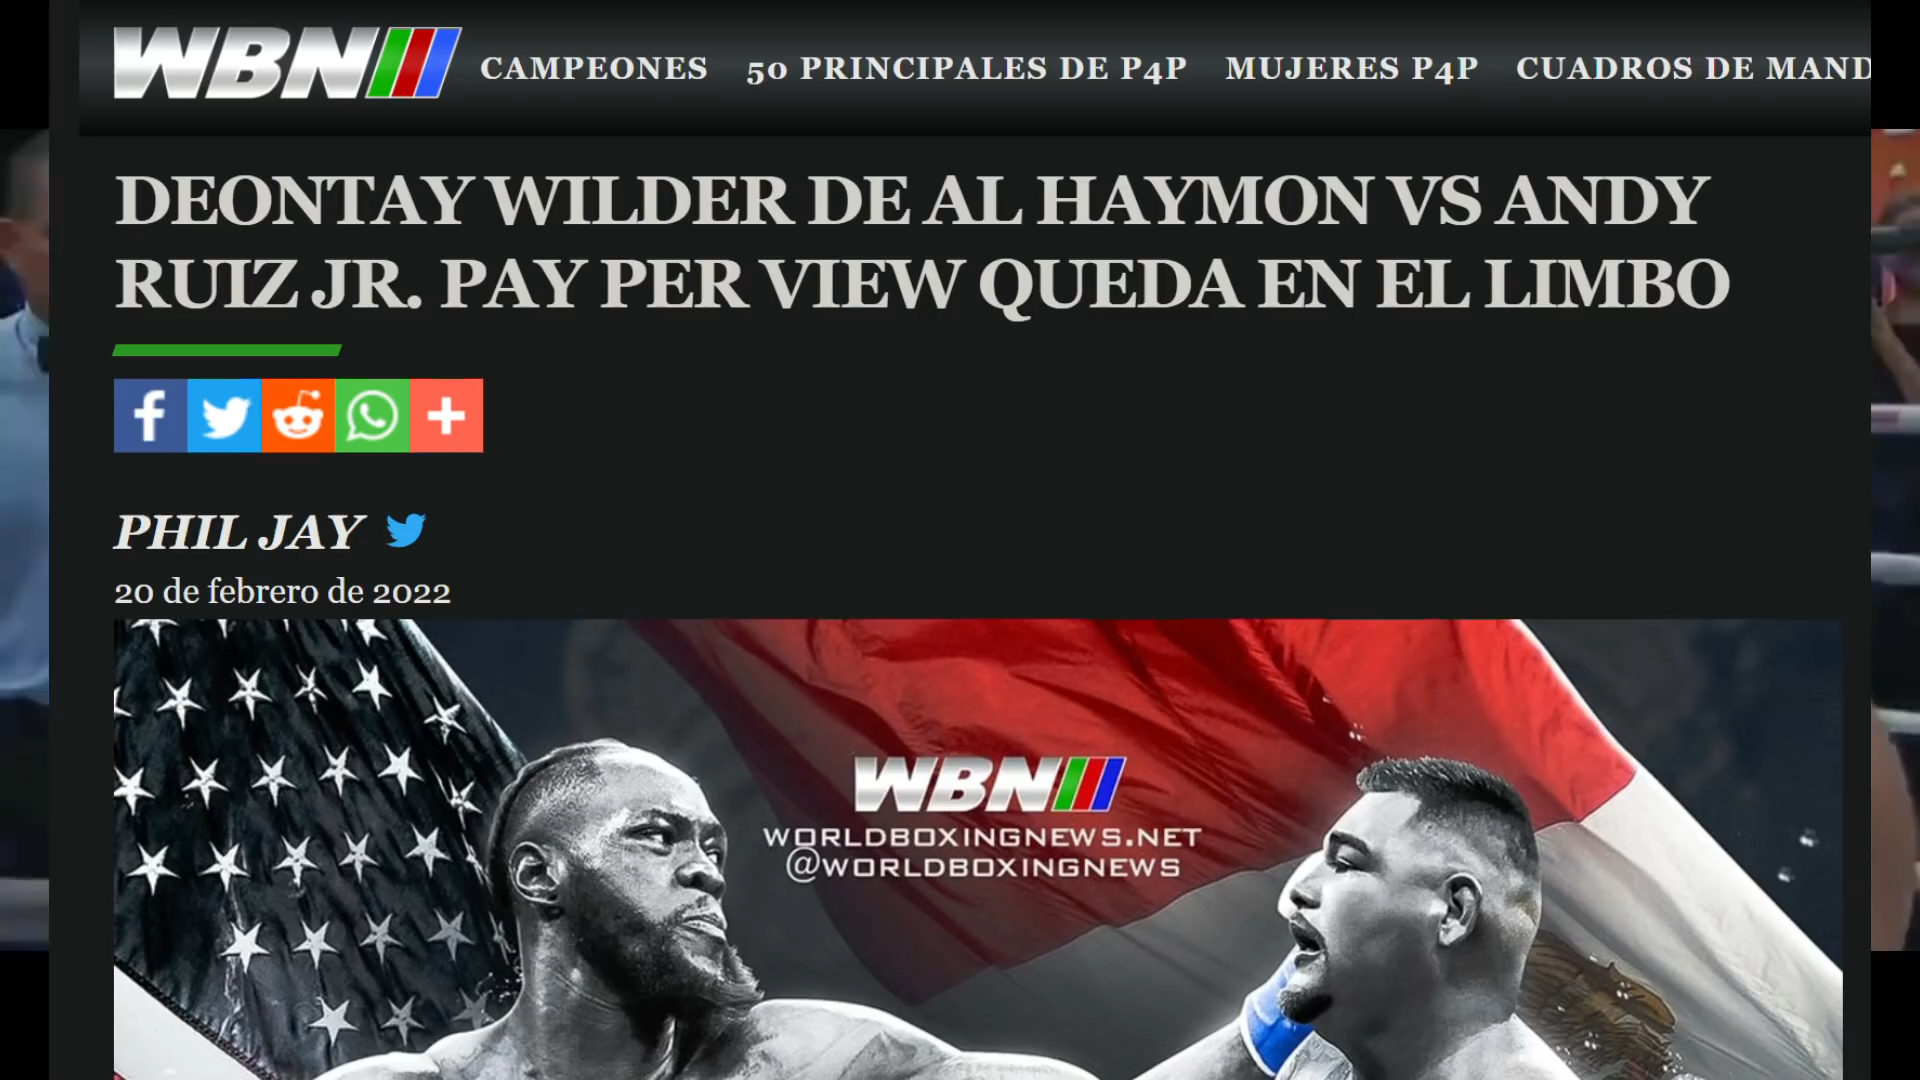 WBN
CAMPEONES 50 PRINCIPALES DE P4P MUJERES P4P CUADROS DE MAND
DEONTAY WILDER DE AL HAYMON VS ANDY
RUIZ JR. PAY PER VIEW QUEDA EN EL LIMBO
PHIL JAY
20 de febrero de 2022
WBN
WORLDBOXINGNEWS.NET
@WORLDBOXINGNEWS